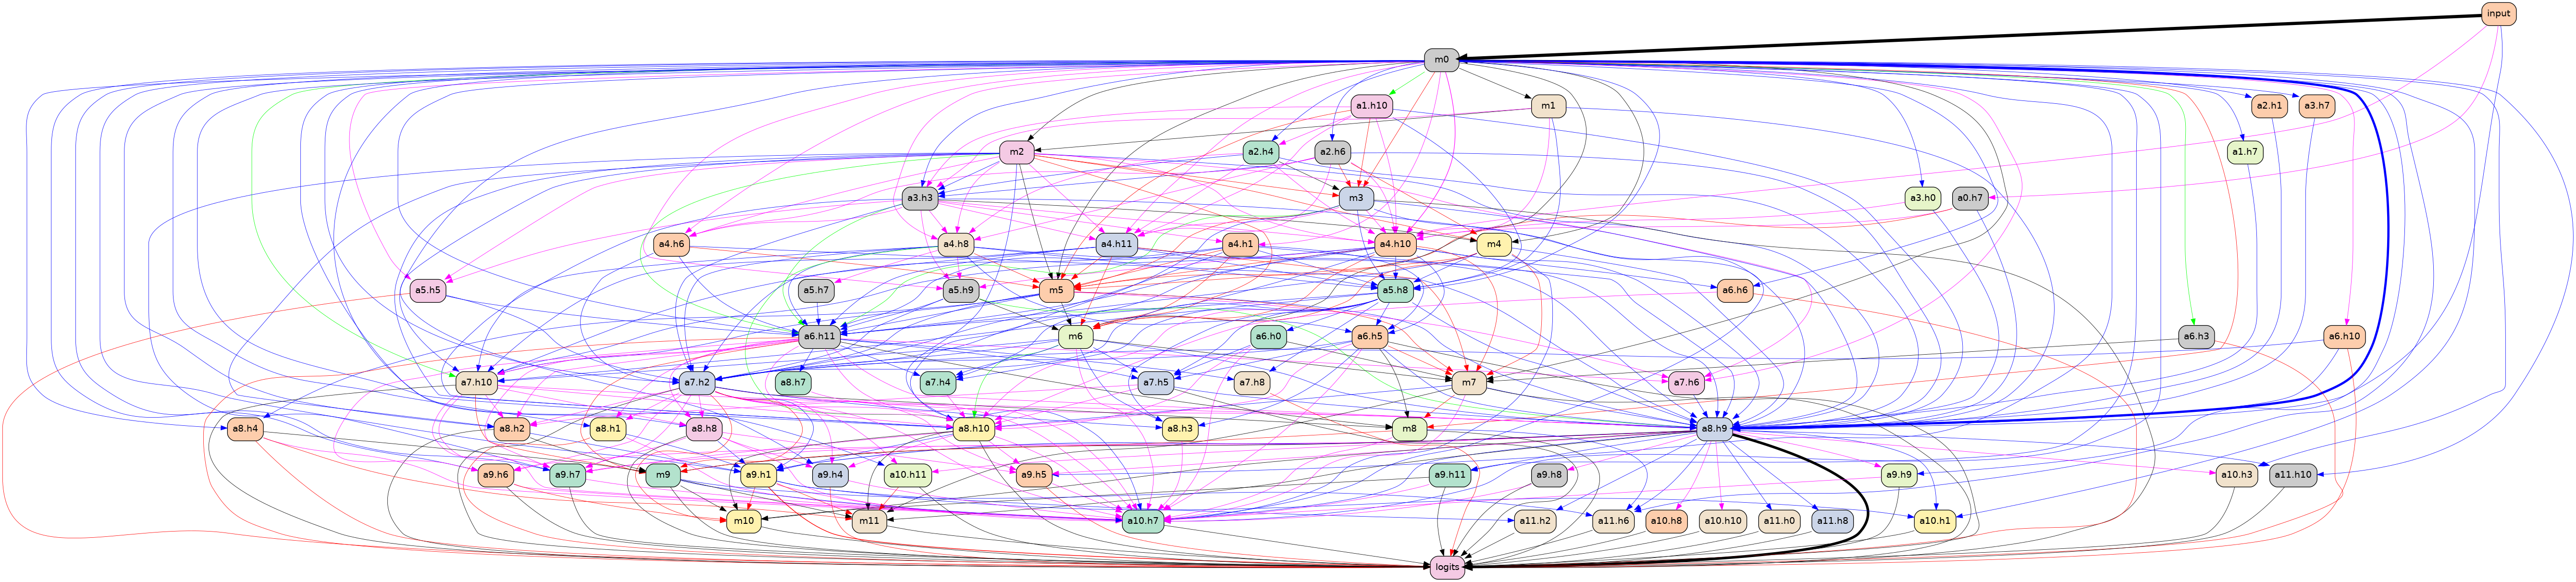 input
m0
a1.h10 m1 a2.h1 a3.h7
m2 a2.h4 a2.h6 a1.h7
a3.h3 m3 a3.h0 a0.h7
a4.h6 a4.h8 a4.h11 a4.h1 a4.h10 m4
a5.h5 a5.h7 a5.h9 m5 a5.h8 a6.h6
a6.h11 m6 a6.h0 a6.h5 a6.h3 a6.h10
a7.h10 a7.h2 a8.h7 a7.h4 a7.h5 a7.h8 m7 a7.h6
a8.h4 a8.h2 a8.h1 a8.h8 a8.h10 a8.h3 m8 a8.h9
a9.h6 a9.h7 m9 a9.h1 a9.h4 a10.h11 a9.h5 a9.h11 a9.h8 a9.h9 a10.h3 a11.h10
m10 m11 a10.h7 a11.h2 a11.h6 a10.h8 a10.h10 a11.h0 a11.h8 a10.h1
logits